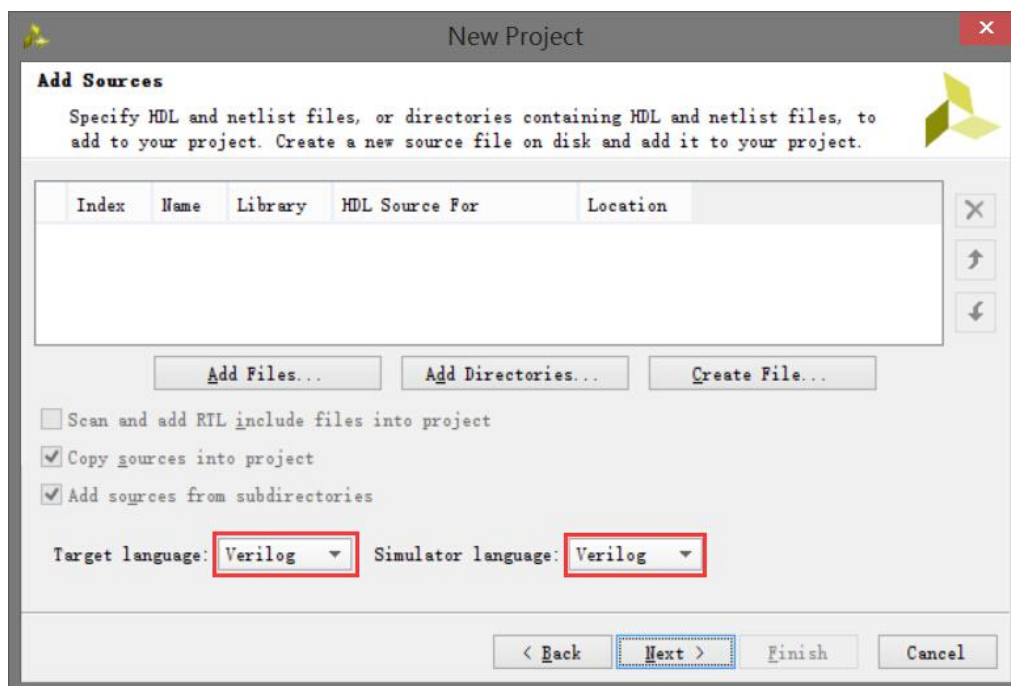 New Project
Add Sources
Specify HDL and netlist files, or directories containing HDL and netlist files, to
add to your project. Create a new source file on disk and add it to your project.
Index Name Library HDL Source For Location
Add Files... Add Directories... Create File...
Scan and add RTL include files into project
Copy sources into project
Add sources from subdirectories
Target language: Verilog Simulator language: Verilog
< Back Next > Finish Cancel